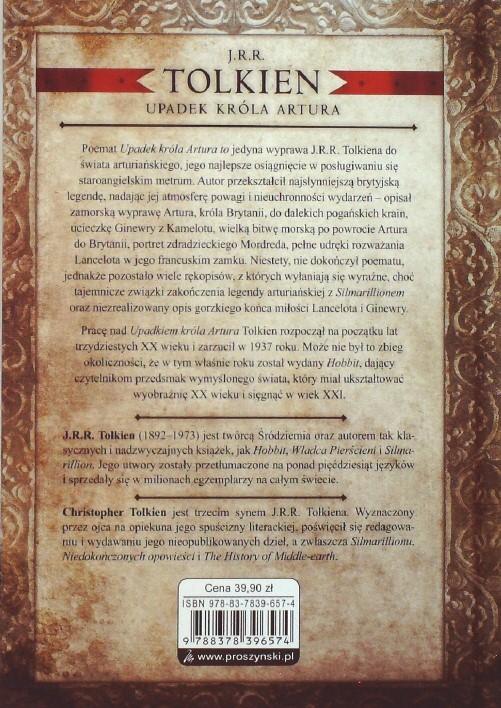 J.R.R.
TOLKIEN
UPADEK KRÓLA ARTURA
Poemat Upadek króla Artura to jedyna wyprawa J.R.R. Tolkiena do
świata arturiańskiego, jego najlepsze osiągnięcie w posługiwaniu się
staroangielskim metrum. Autor przekształcił najsłynniejszą brytyjską
legendę, nadając jej atmosferę powagi i nieuchronności wydarzeń – opisał
zamorską wyprawę Artura, króla Brytanii, do dalekich pogańskich krain,
ucieczkę Ginewry z Kamelotu, wielką bitwę morską po powrocie Artura
do Brytanii, portret zdradzieckiego Mordreda, pełne udręki rozważania
Lancelota w jego francuskim zamku. Niestety, nie dokończył poematu,
jednakże pozostało wiele rękopisów, z których wyłaniają się wyraźne, choć
tajemnicze związki zakończenia legendy arturiańskiej z Silmarillionem
oraz niezrealizowany opis gorzkiego końca miłości Lancelota i Ginewry.
Pracę nad Upadkiem króla Artura Tolkien rozpoczął na początku lat
trzydziestych XX wieku i zarzucił w 1937 roku. Może nie był to zbieg
okoliczności, że w tym właśnie roku został wydany Hobbit, dający
czytelnikom przedsmak wymyślonego świata, który miał ukształtować
wyobraźnię XX wieku i sięgnąć w wiek XXI.
J.R.R. Tolkien (1892–1973) jest twórcą Śródziemia oraz autorem tak kla-
sycznych i nadzwyczajnych książek, jak Hobbit, Władca Pierścieni i Silma-
rillion. Jego utwory zostały przetłumaczone na ponad pięćdziesiąt języków
i sprzedały się w milionach egzemplarzy na całym świecie.
Christopher Tolkien jest trzecim synem J.R.R. Tolkiena. Wyznaczony
przez ojca na opiekuna jego spuścizny literackiej, poświęcił się redagowa-
niu i wydawaniu jego nieopublikowanych dzieł, a zwłaszcza Silmarillionu,
Niedokończonych opowieści i The History of Middle-earth.
Cena 39,90 zł
ISBN 978-83-7839-657-4
9 788378 396574
www.proszynski.pl